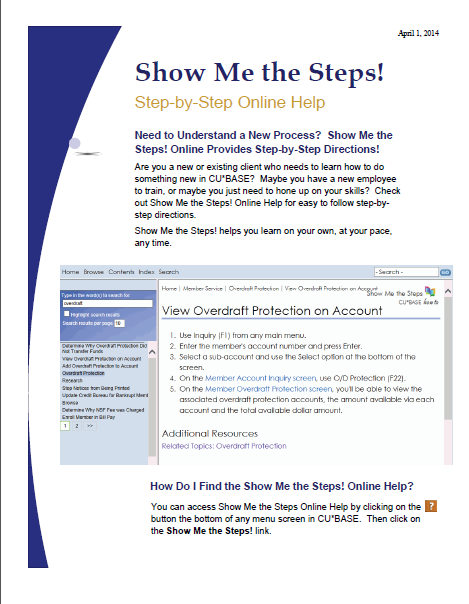 April 1, 2014
Show Me the Steps!
Step-by-Step Online Help
Need to Understand a New Process?  Show Me the
Steps! Online Provides Step-by-Step Directions!
Are you a new or existing client who needs to learn how to do
something new in CU*BASE?  Maybe you have a new employee
to train, or maybe you just need to hone up on your skills?  Check
out Show Me the Steps! Online Help for easy to follow step-by-
step directions.
Show Me the Steps! helps you learn on your own, at your pace,
any time.
Home Browse Contents Index Search
- Search -
GO
Type in the word(s) to search for
overdraft
Highlight search results
Search results per page 10
Determine Why Overdraft Protection Did
Not Transfer Funds
View Overdraft Protection on Account
Add Overdraft Protection to Account
Overdraft Protection
Research
Stop Notices from Being Printed
Update Credit Bureau for Bankrupt Memb
Browse
Determine Why NSF Fee was Charged
Enroll Member in Bill Pay
1 2 >>
Home | Member Service | Overdraft Protection | View Overdraft Protection on Account
Show Me the Steps
CU*BASE how to
View Overdraft Protection on Account
1. Use Inquiry (F1) from any main menu.
2. Enter the member's account number and press Enter.
3. Select a sub-account and use the Select option at the bottom of the
screen.
4. On the Member Account Inquiry screen, use O/D Protection (F22).
5. On the Member Overdraft Protection screen, you'll be able to view the
associated overdraft protection accounts, the amount available via each
account and the total available dollar amount.
Additional Resources
Related Topics: Overdraft Protection
How Do I Find the Show Me the Steps! Online Help?
You can access Show Me the Steps Online Help by clicking on the ?
button the bottom of any menu screen in CU*BASE.  Then click on
the Show Me the Steps! link.